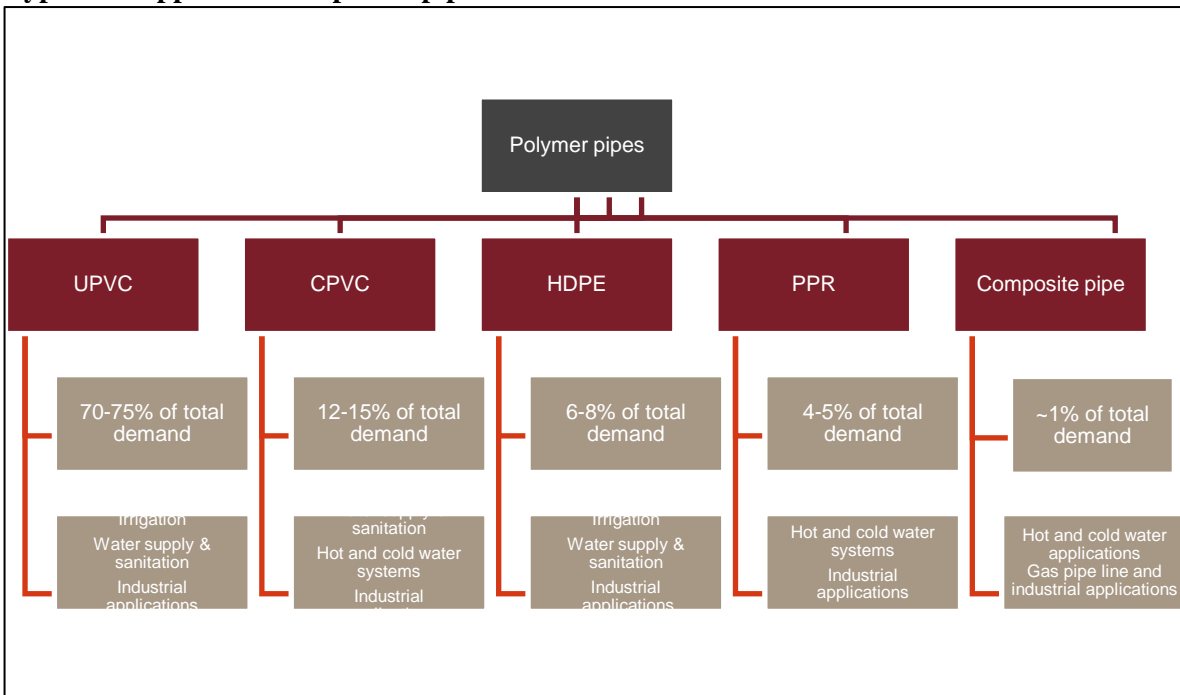 Polymer pipes
UPVC
CPVC
HDPE
PPR
Composite pipe
70-75% of total
demand
12-15% of total
demand
6-8% of total
demand
4-5% of total
demand
~1% of total
demand
Irrigation
Water supply &
sanitation
Industrial
applications
sanitation
Hot and cold water
systems
Industrial
Irrigation
Water supply &
sanitation
Industrial
applications
Hot and cold water
systems
Industrial
applications
Hot and cold water
applications
Gas pipe line and
industrial applications